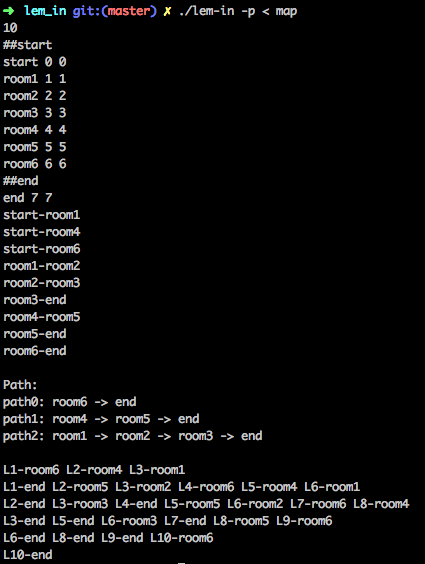 ➜ lem_in git:(master) ✗ ./lem-in -p < map
10
##start
start 0 0
room1 1 1
room2 2 2
room3 3 3
room4 4 4
room5 5 5
room6 6 6
##end
end 7 7
start-room1
start-room4
start-room6
room1-room2
room2-room3
room3-end
room4-room5
room5-end
room6-end
Path:
path0: room6 -> end
path1: room4 -> room5 -> end
path2: room1 -> room2 -> room3 -> end
L1-room6 L2-room4 L3-room1
L1-end L2-room5 L3-room2 L4-room6 L5-room4 L6-room1
L2-end L3-room3 L4-end L5-room5 L6-room2 L7-room6 L8-room4
L3-end L5-end L6-room3 L7-end L8-room5 L9-room6
L6-end L8-end L9-end L10-room6
L10-end